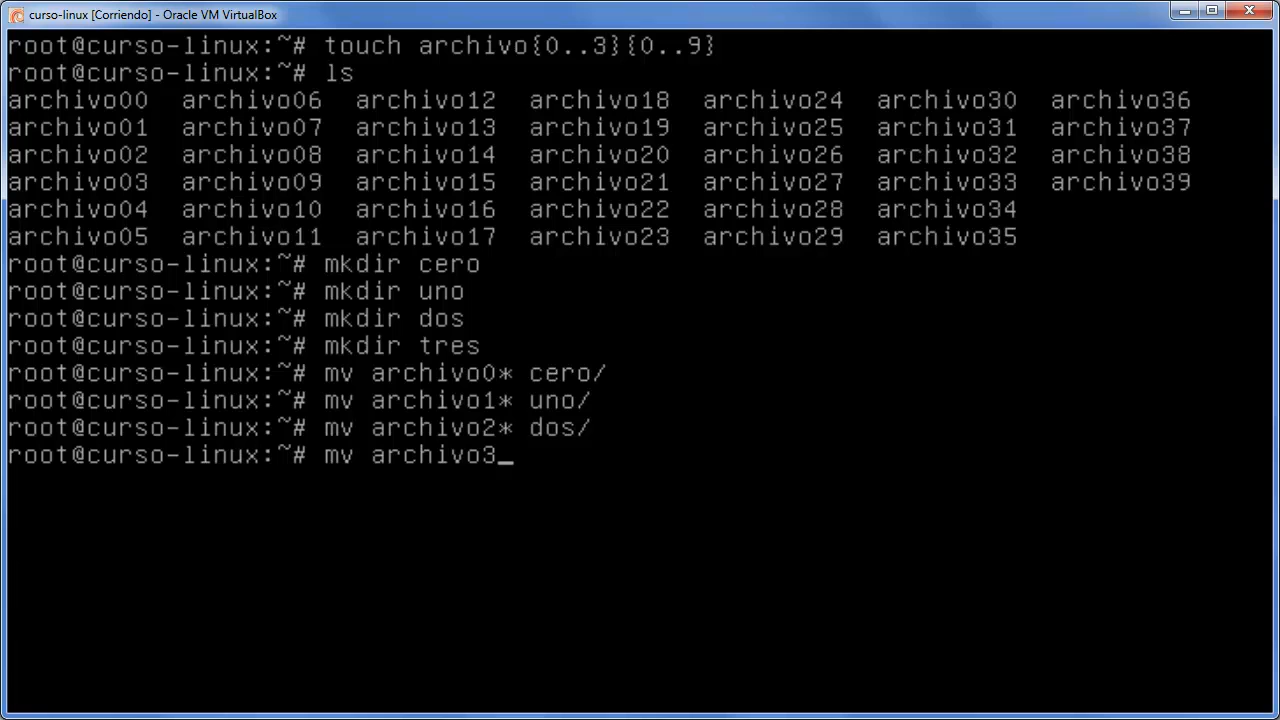 curso-linux [Corriendo] - Oracle VM VirtualBox
root@curso-linux:~# touch archivo{0..3}{0..9}
root@curso-linux:~# ls
archivo00  archivo06  archivo12  archivo18  archivo24  archivo30  archivo36
archivo01  archivo07  archivo13  archivo19  archivo25  archivo31  archivo37
archivo02  archivo08  archivo14  archivo20  archivo26  archivo32  archivo38
archivo03  archivo09  archivo15  archivo21  archivo27  archivo33  archivo39
archivo04  archivo10  archivo16  archivo22  archivo28  archivo34
archivo05  archivo11  archivo17  archivo23  archivo29  archivo35
root@curso-linux:~# mkdir cero
root@curso-linux:~# mkdir uno
root@curso-linux:~# mkdir dos
root@curso-linux:~# mkdir tres
root@curso-linux:~# mv archivo0* cero/
root@curso-linux:~# mv archivo1* uno/
root@curso-linux:~# mv archivo2* dos/
root@curso-linux:~# mv archivo3_